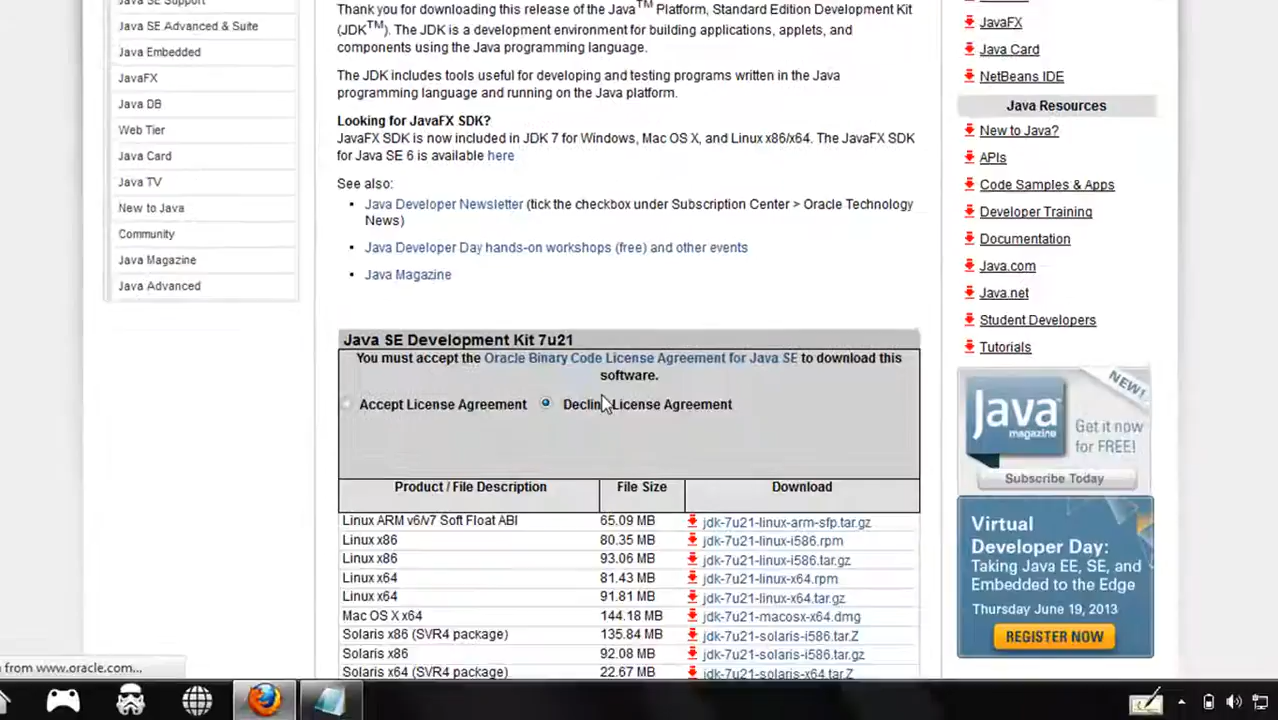 Java SE Support
Java SE Advanced & Suite
Java Embedded
JavaFX
Java DB
Web Tier
Java Card
Java TV
New to Java
Community
Java Magazine
Java Advanced
Thank you for downloading this release of the Java™ Platform, Standard Edition Development Kit
(JDK™). The JDK is a development environment for building applications, applets, and
components using the Java programming language.
The JDK includes tools useful for developing and testing programs written in the Java
programming language and running on the Java platform.
Looking for JavaFX SDK?
JavaFX SDK is now included in JDK 7 for Windows, Mac OS X, and Linux x86/x64. The JavaFX SDK
for Java SE 6 is available here
See also:
• Java Developer Newsletter (tick the checkbox under Subscription Center > Oracle Technology
News)
• Java Developer Day hands-on workshops (free) and other events
• Java Magazine
Java SE Development Kit 7u21
You must accept the Oracle Binary Code License Agreement for Java SE to download this
software.
Accept License Agreement Decline License Agreement
Product / File Description File Size Download
Linux ARM v6/v7 Soft Float ABI 65.09 MB jdk-7u21-linux-arm-sfp.tar.gz
Linux x86 80.35 MB jdk-7u21-linux-i586.rpm
Linux x86 93.06 MB jdk-7u21-linux-i586.tar.gz
Linux x64 81.43 MB jdk-7u21-linux-x64.rpm
Linux x64 91.81 MB jdk-7u21-linux-x64.tar.gz
Mac OS X x64 144.18 MB jdk-7u21-macosx-x64.dmg
Solaris x86 (SVR4 package) 135.84 MB jdk-7u21-solaris-i586.tar.Z
Solaris x86 92.08 MB jdk-7u21-solaris-i586.tar.gz
Solaris x64 (SVR4 package) 22.67 MB jdk-7u21-solaris-x64.tar.Z
JavaFX
Java Card
NetBeans IDE
Java Resources
New to Java?
APIs
Code Samples & Apps
Developer Training
Documentation
Java.com
Java.net
Student Developers
Tutorials
NEW!
Java
magazine
Get it now
for FREE!
Subscribe Today
Virtual
Developer Day:
Taking Java EE, SE, and
Embedded to the Edge
Thursday June 19, 2013
REGISTER NOW
from www.oracle.com...